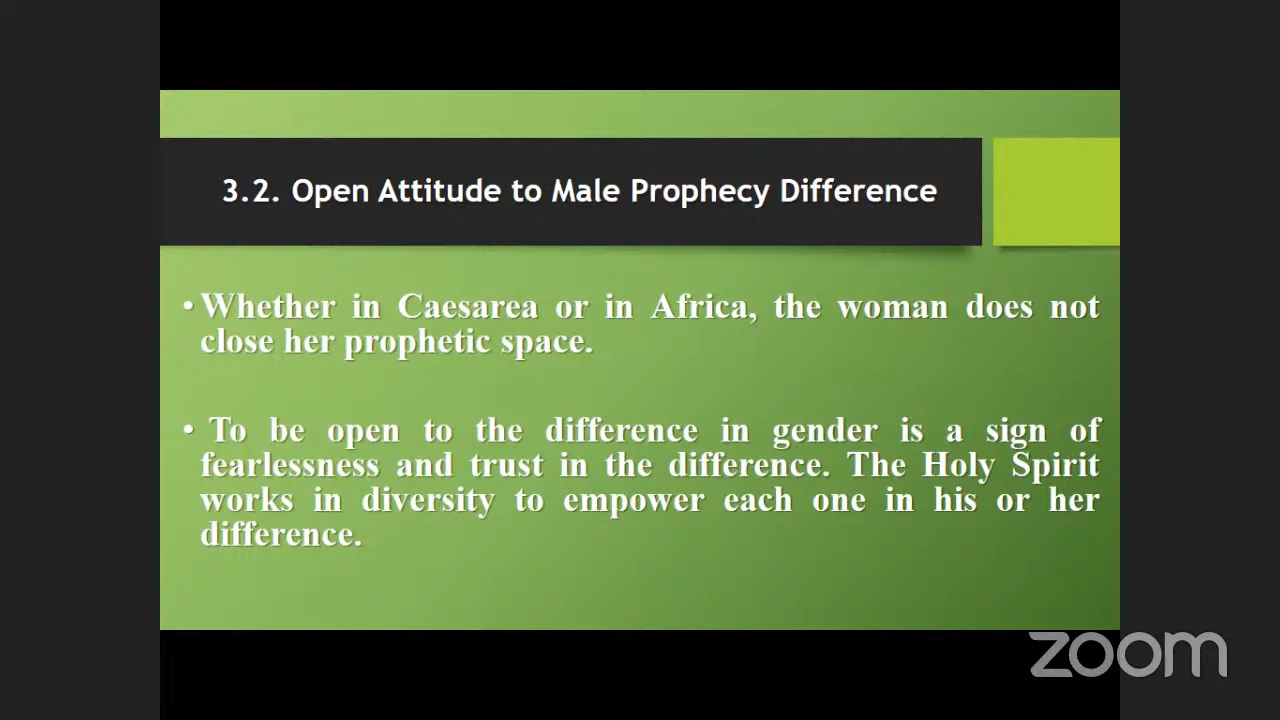 3.2. Open Attitude to Male Prophecy Difference
• Whether in Caesarea or in Africa, the woman does not
close her prophetic space.
• To be open to the difference in gender is a sign of
fearlessness and trust in the difference. The Holy Spirit
works in diversity to empower each one in his or her
difference.
zoom